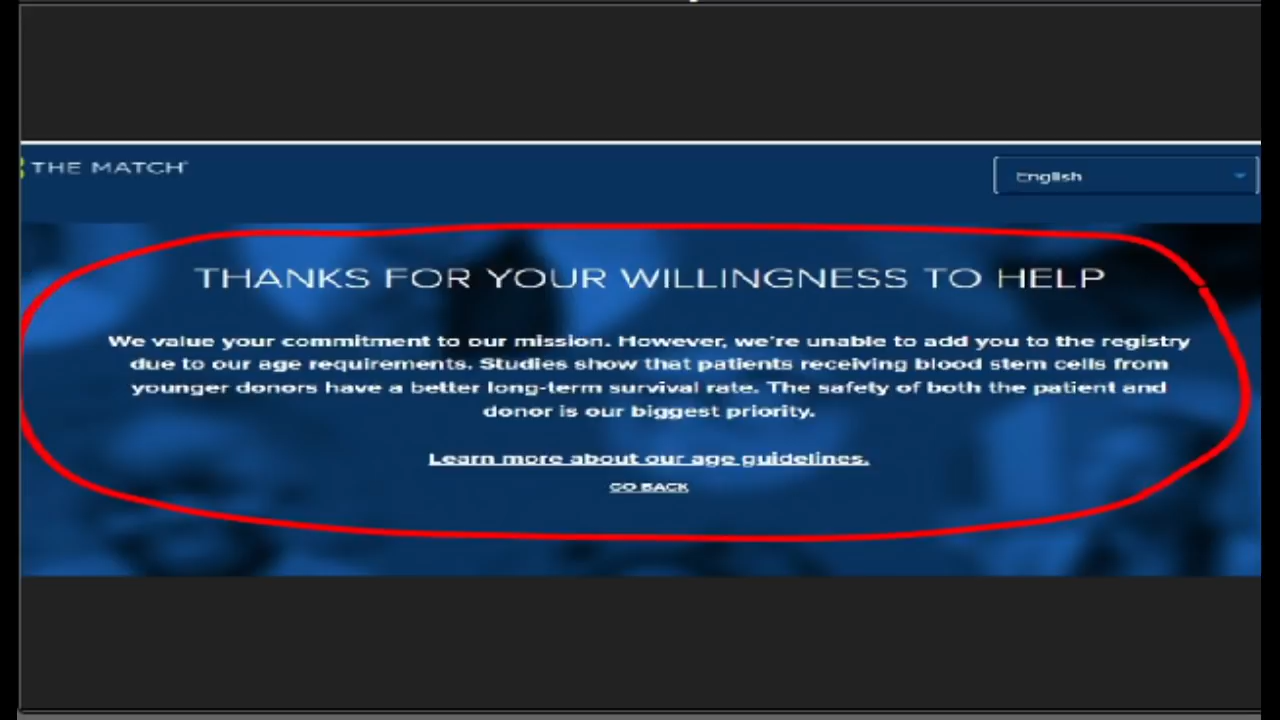 THE MATCH
English
THANKS FOR YOUR WILLINGNESS TO HELP
We value your commitment to our mission. However, we're unable to add you to the registry
due to our age requirements. Studies show that patients receiving blood stem cells from
younger donors have a better long-term survival rate. The safety of both the patient and
donor is our biggest priority.
Learn more about our age guidelines.
GO BACK